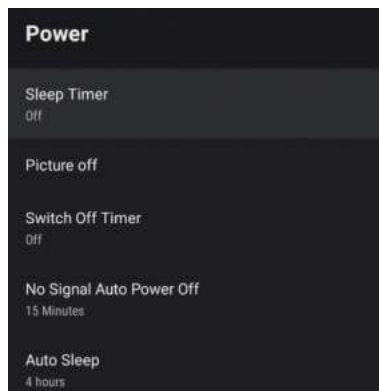 Power
Sleep Timer
Off
Picture off
Switch Off Timer
Off
No Signal Auto Power Off
15 Minutes
Auto Sleep
4 hours